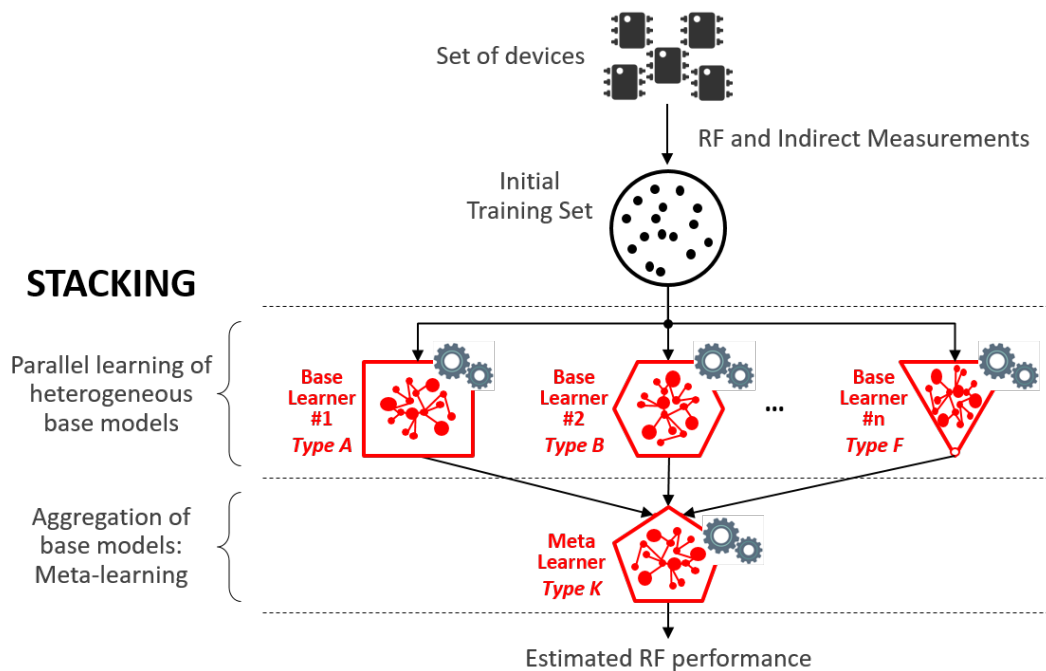 Set of devices
RF and Indirect Measurements
Initial
Training Set
STACKING
Parallel learning of
heterogeneous
base models
Base
Learner
#1
Type A
Base
Learner
#2
Type B
...
Base
Learner
#n
Type F
Aggregation of
base models:
Meta-learning
Meta
Learner
Type K
Estimated RF performance